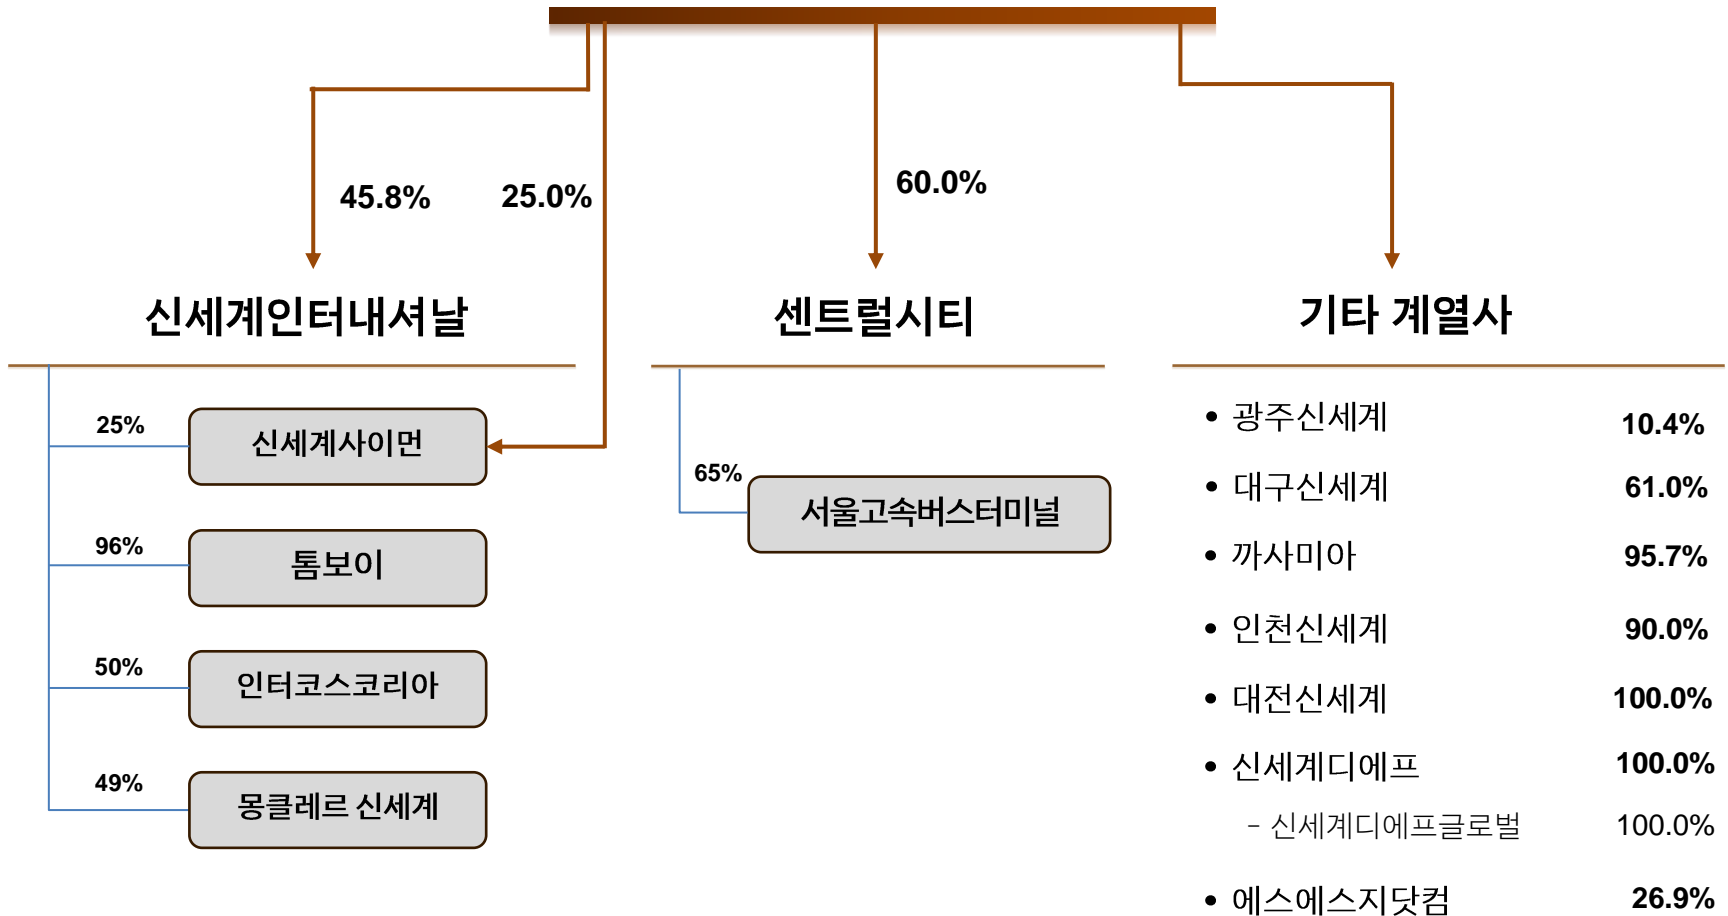 45.8%
25.0%
60.0%
신세계인터내셔날
25%
신세계사이먼
96%
톰보이
50%
인터코스코리아
49%
몽클레르 신세계
센트럴시티
65%
서울고속버스터미널
기타 계열사
• 광주신세계 10.4%
• 대구신세계 61.0%
• 까사미아 95.7%
• 인천신세계 90.0%
• 대전신세계 100.0%
• 신세계디에프 100.0%
- 신세계디에프글로벌 100.0%
• 에스에스지닷컴 26.9%